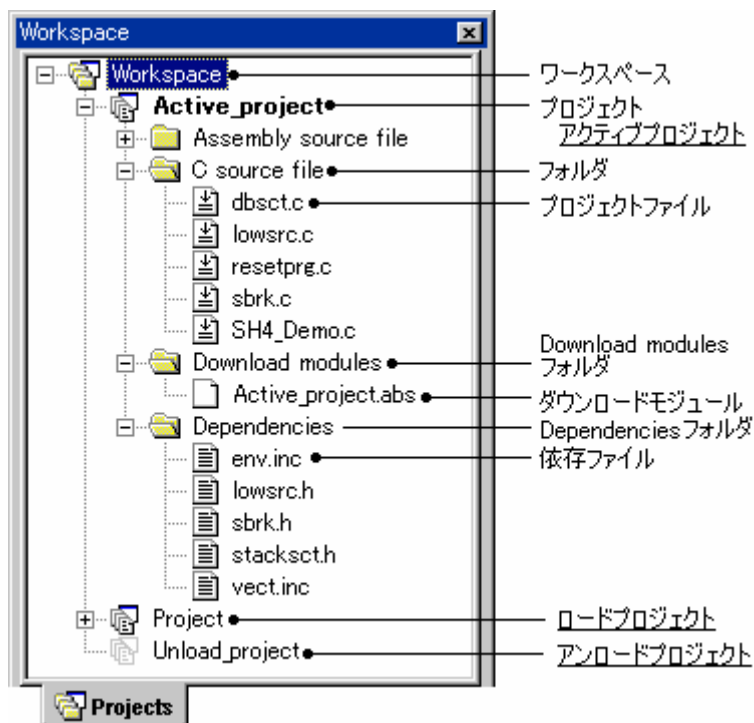 Workspace
Workspace ワークスペース
Active_project プロジェクト
アクティブプロジェクト
Assembly source file
C source file フォルダ
dbsct.c プロジェクトファイル
lowsrc.c
resetprg.c
sbrk.c
SH4_Demo.c
Download modules Download modules
フォルダ
Active_project.abs ダウンロードモジュール
Dependencies Dependenciesフォルダ
env.inc 依存ファイル
lowsrc.h
sbrk.h
stacksct.h
vect.inc
Project ロードプロジェクト
Unload_project アンロードプロジェクト
Projects